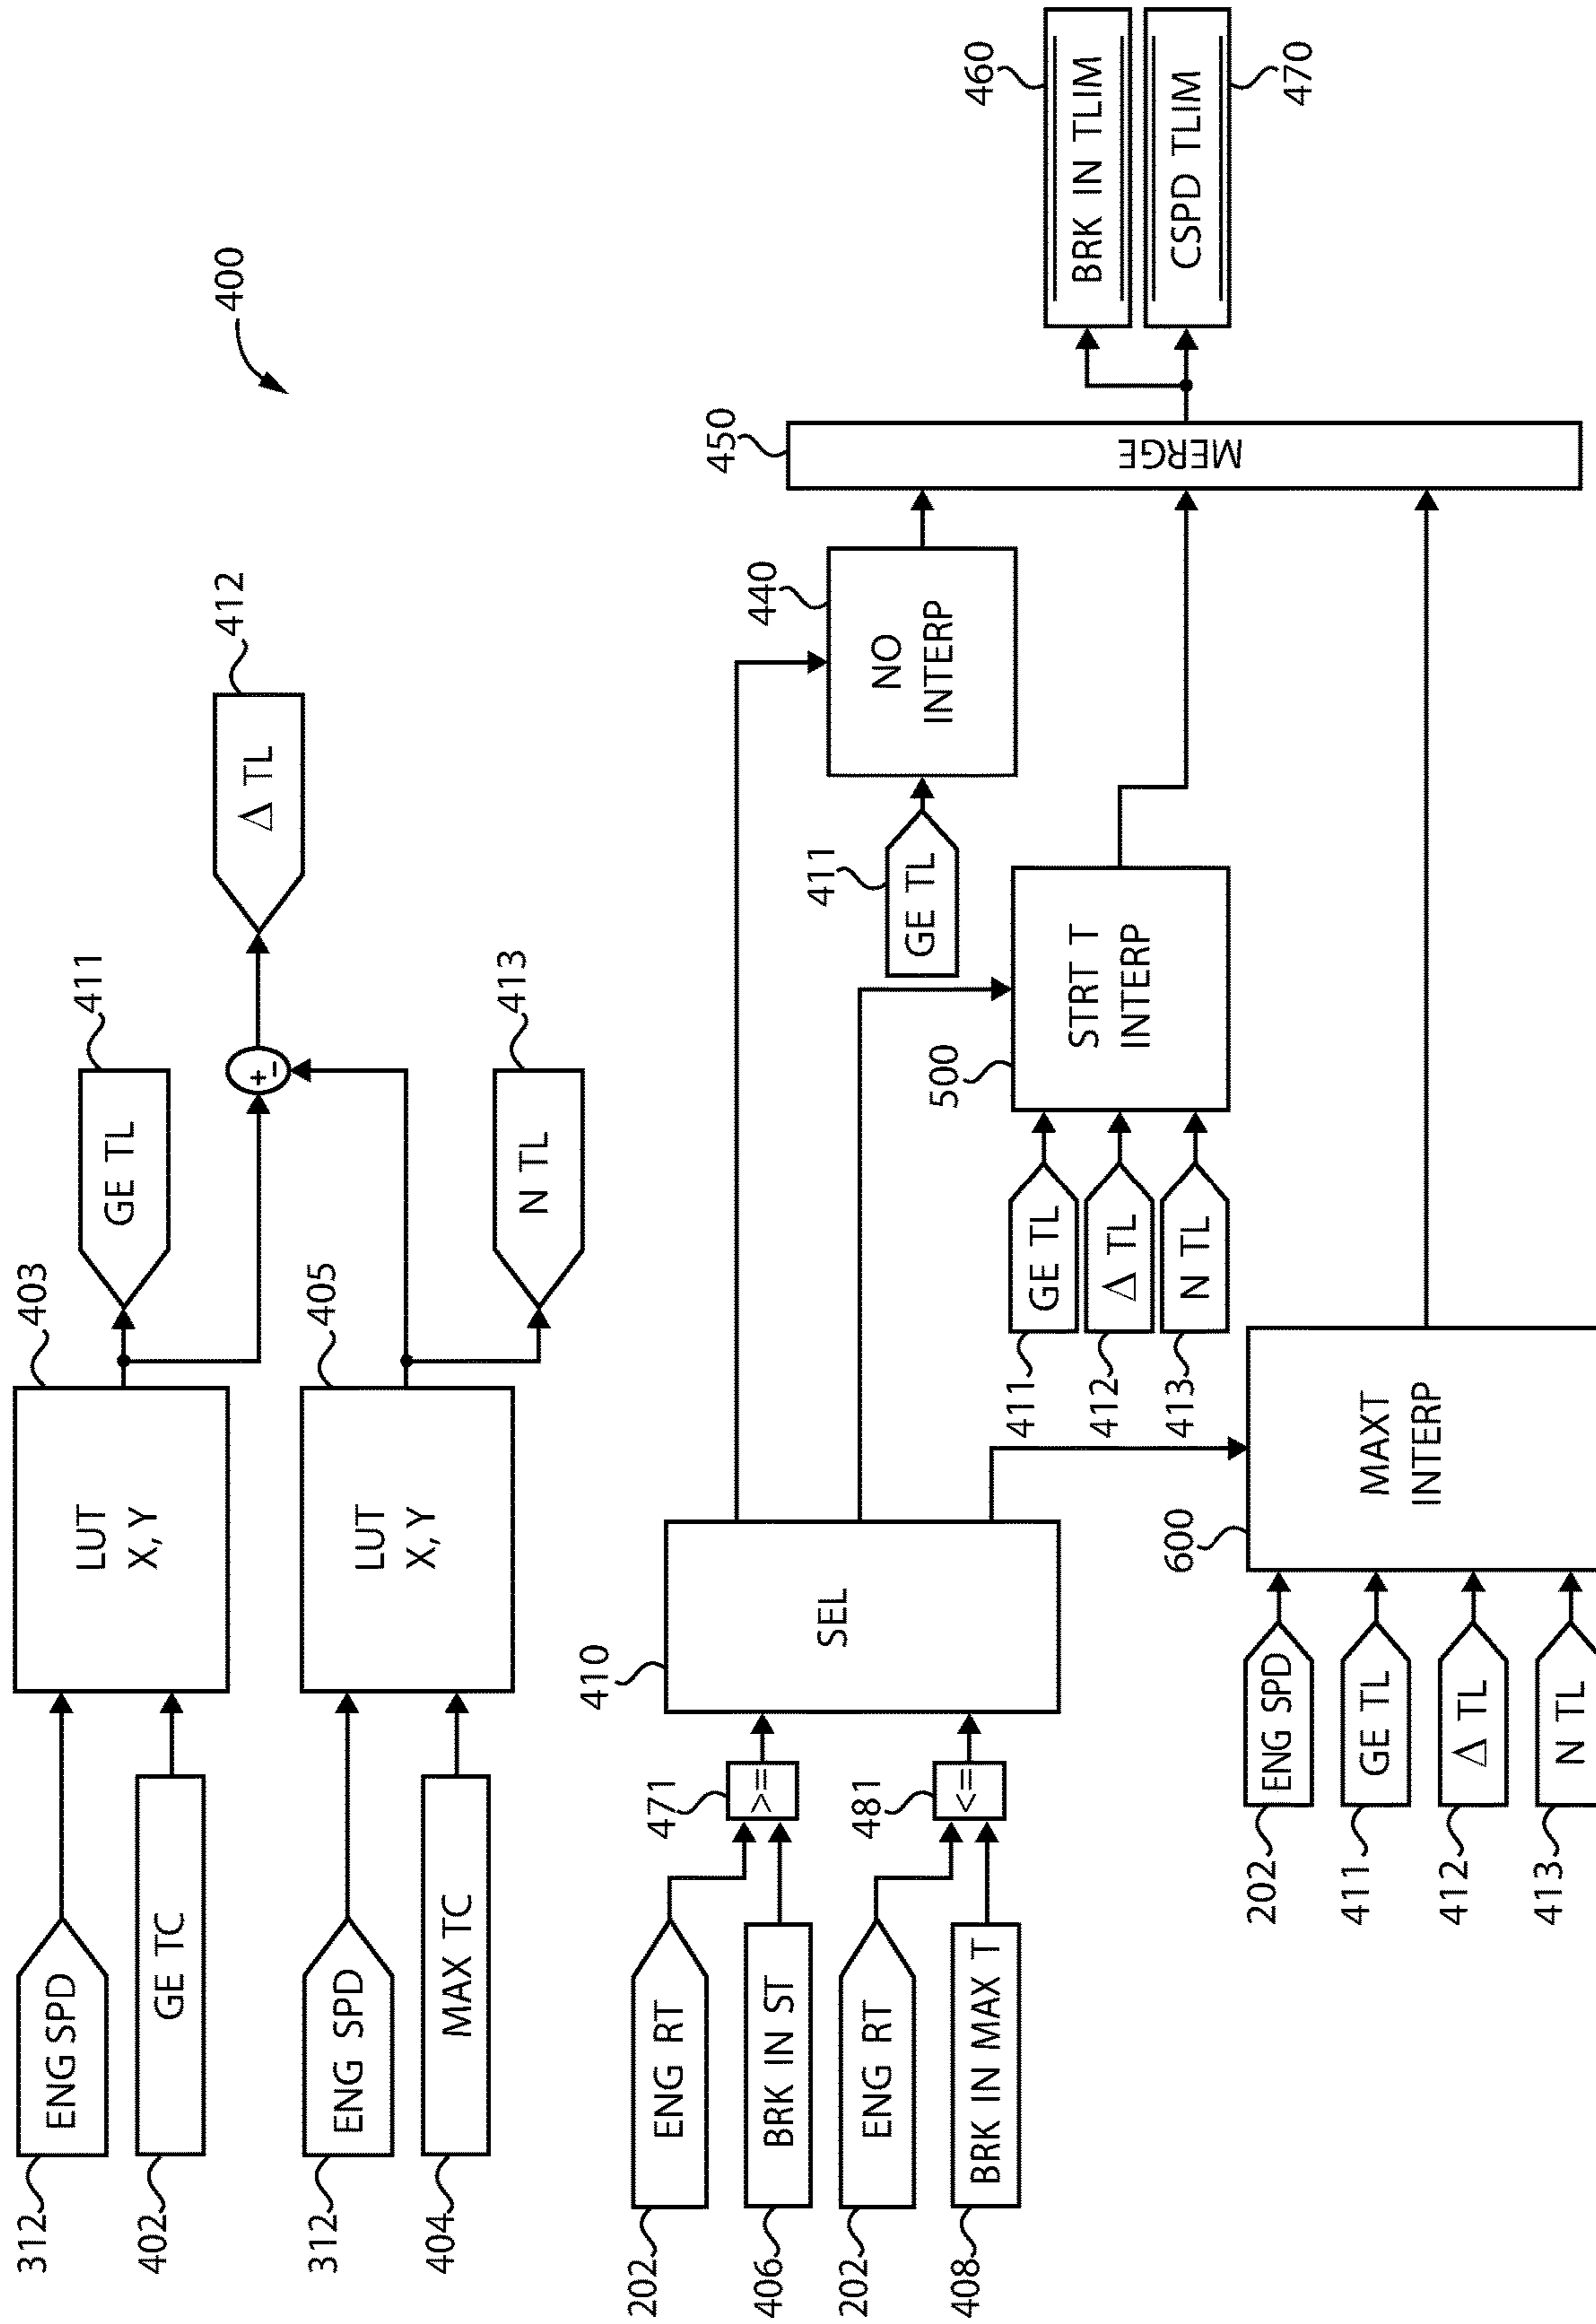 400
312
ENG SPD
402
GE TC
403
LUT
X, Y
411
GE TL
412
Δ TL
312
ENG SPD
404
MAX TC
405
LUT
X, Y
+
-
413
N TL
202
ENG RT
406
BRK IN ST
471
>=
202
ENG RT
408
BRK IN MAX T
481
<=
410
SEL
411
GE TL
440
NO
INTERP
411
GE TL
412
Δ TL
413
N TL
500
STRT T
INTERP
202
ENG SPD
411
GE TL
412
Δ TL
413
N TL
600
MAXT
INTERP
450
MERGE
460
BRK IN TLIM
CSPD TLIM
470